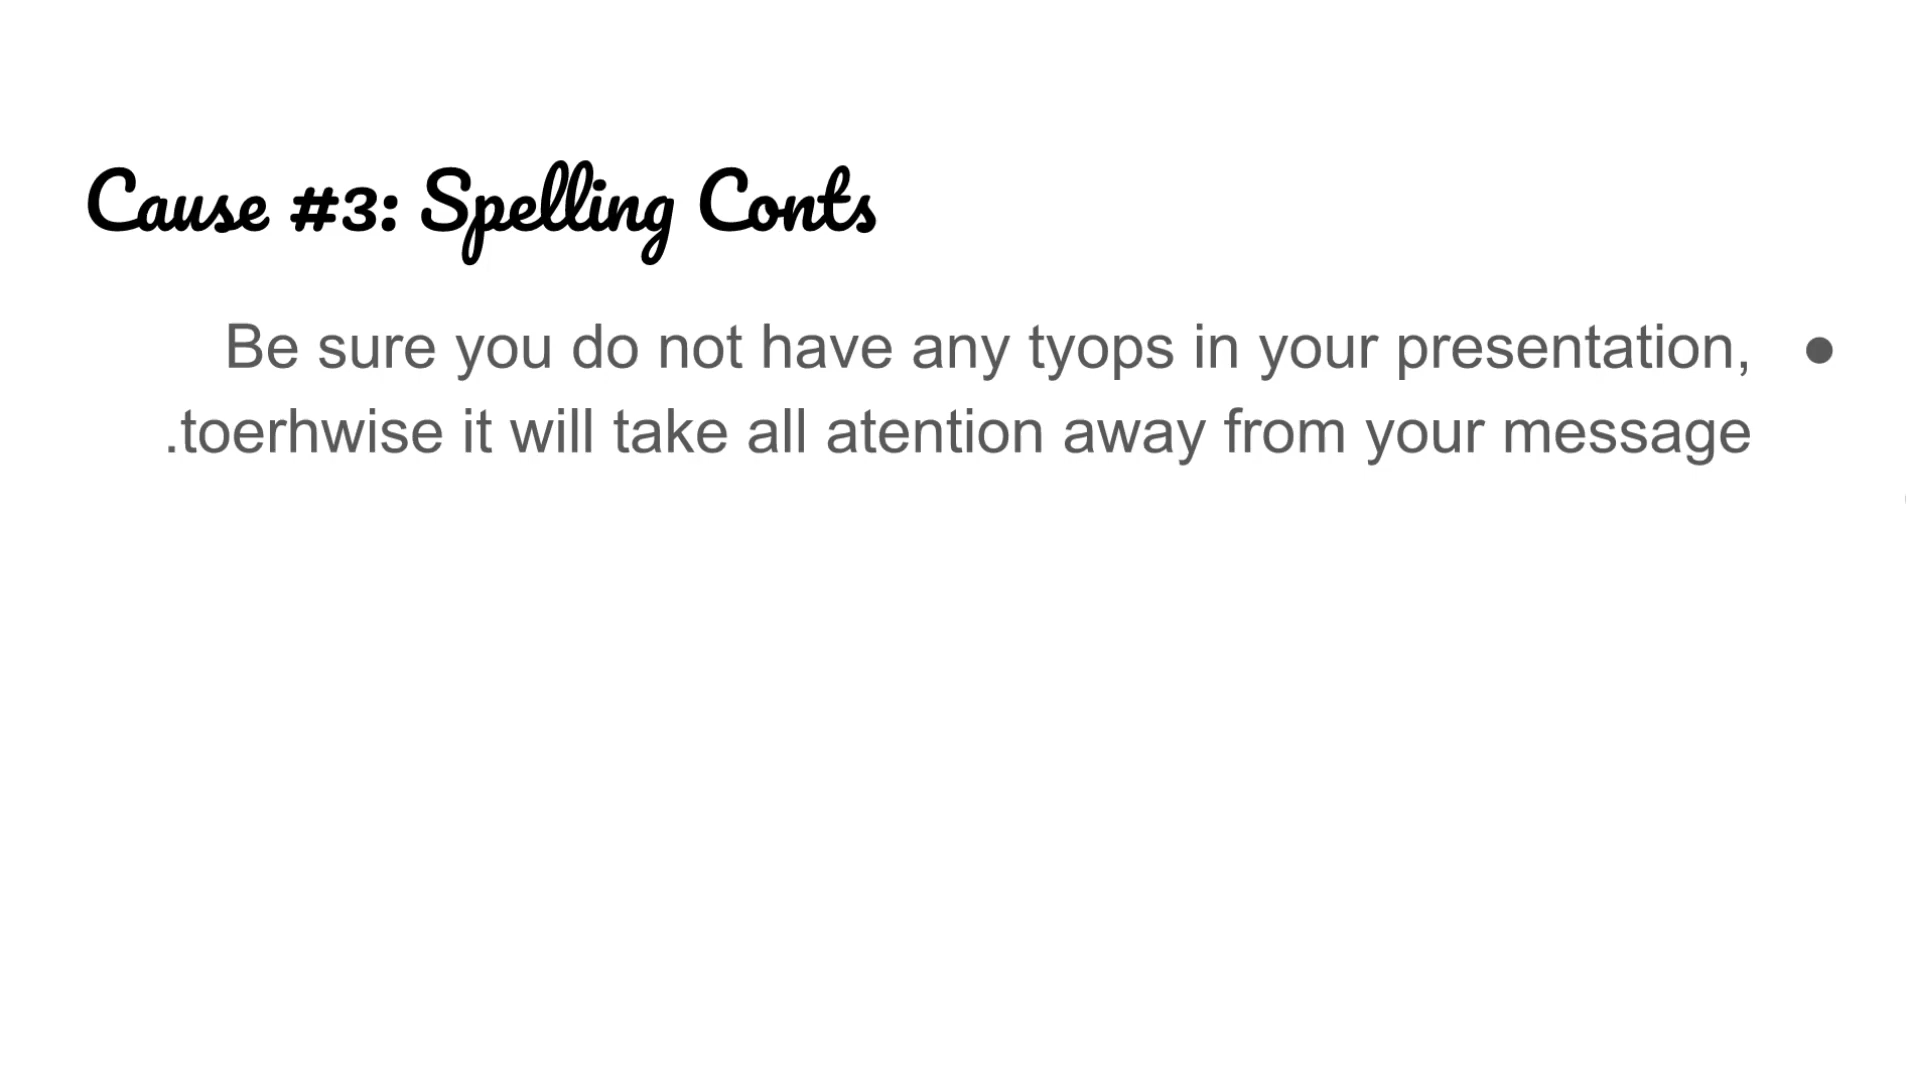 Cause #3: Spelling Conts
● Be sure you do not have any tyops in your presentation,
toerhwise it will take all atention away from your message.